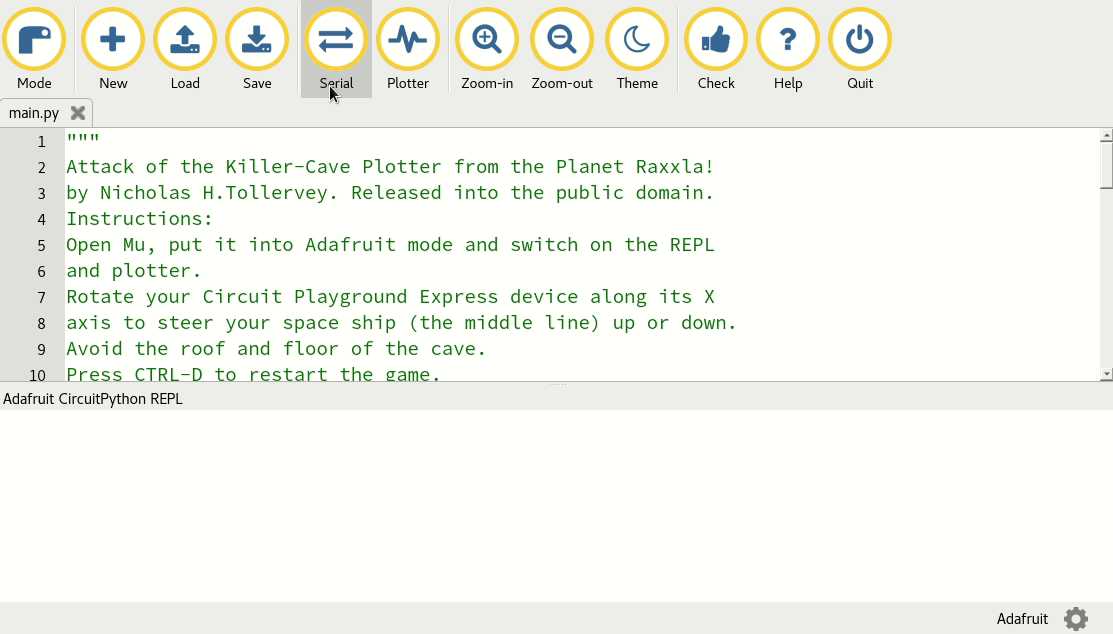 Mode New Load Save Serial Plotter Zoom-in Zoom-out Theme Check Help Quit
main.py
1 """
2 Attack of the Killer-Cave Plotter from the Planet Raxxla!
3 by Nicholas H.Tollervey. Released into the public domain.
4 Instructions:
5 Open Mu, put it into Adafruit mode and switch on the REPL
6 and plotter.
7 Rotate your Circuit Playground Express device along its X
8 axis to steer your space ship (the middle line) up or down.
9 Avoid the roof and floor of the cave.
10 Press CTRL-D to restart the game.
Adafruit CircuitPython REPL
Adafruit